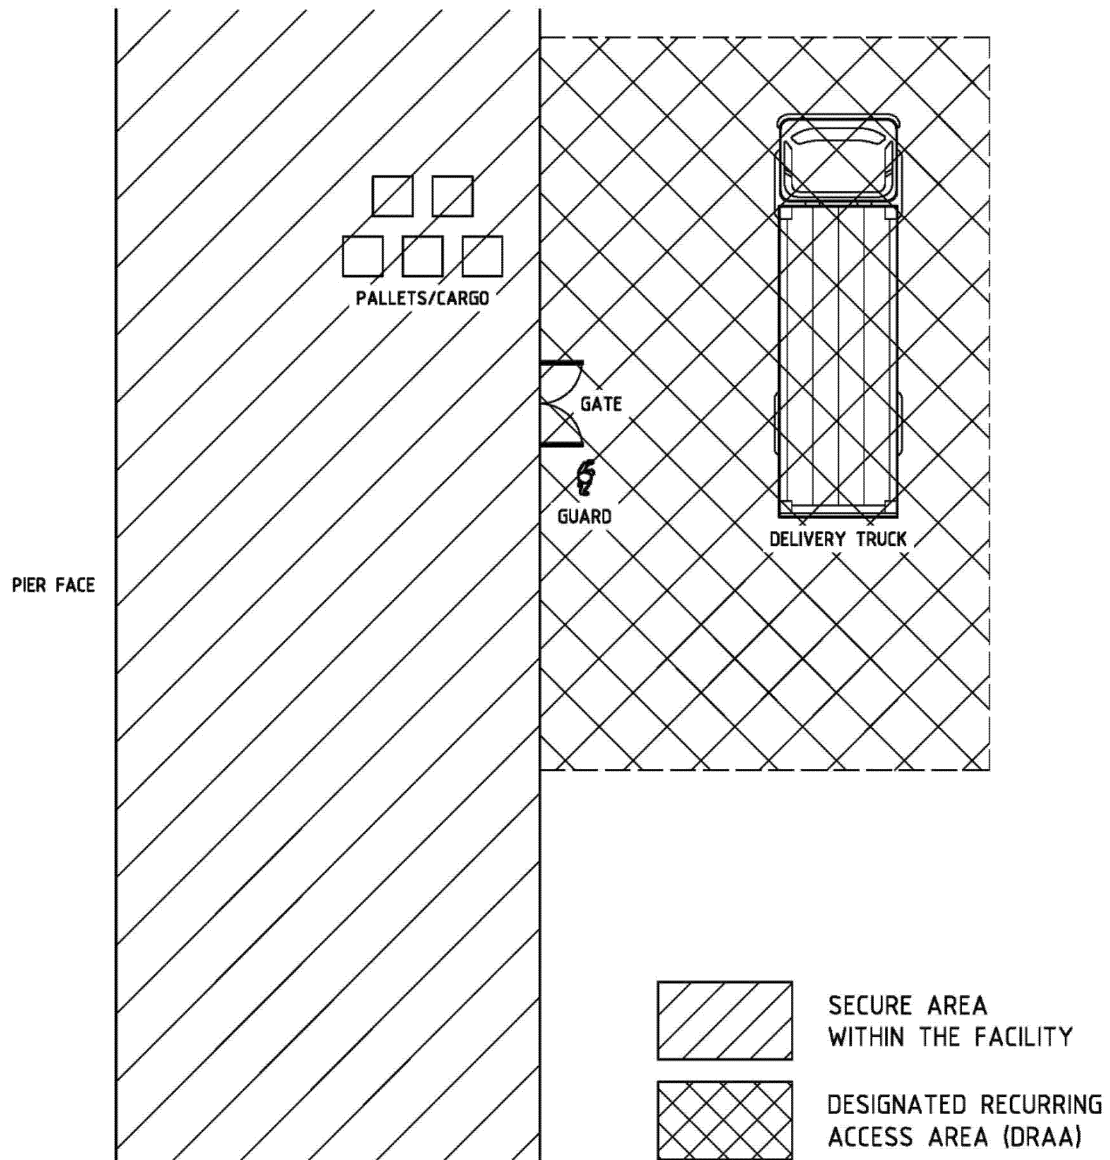 PALLETS/CARGO
GATE
GUARD
DELIVERY TRUCK
PIER FACE
SECURE AREA
WITHIN THE FACILITY
DESIGNATED RECURRING
ACCESS AREA (DRAA)